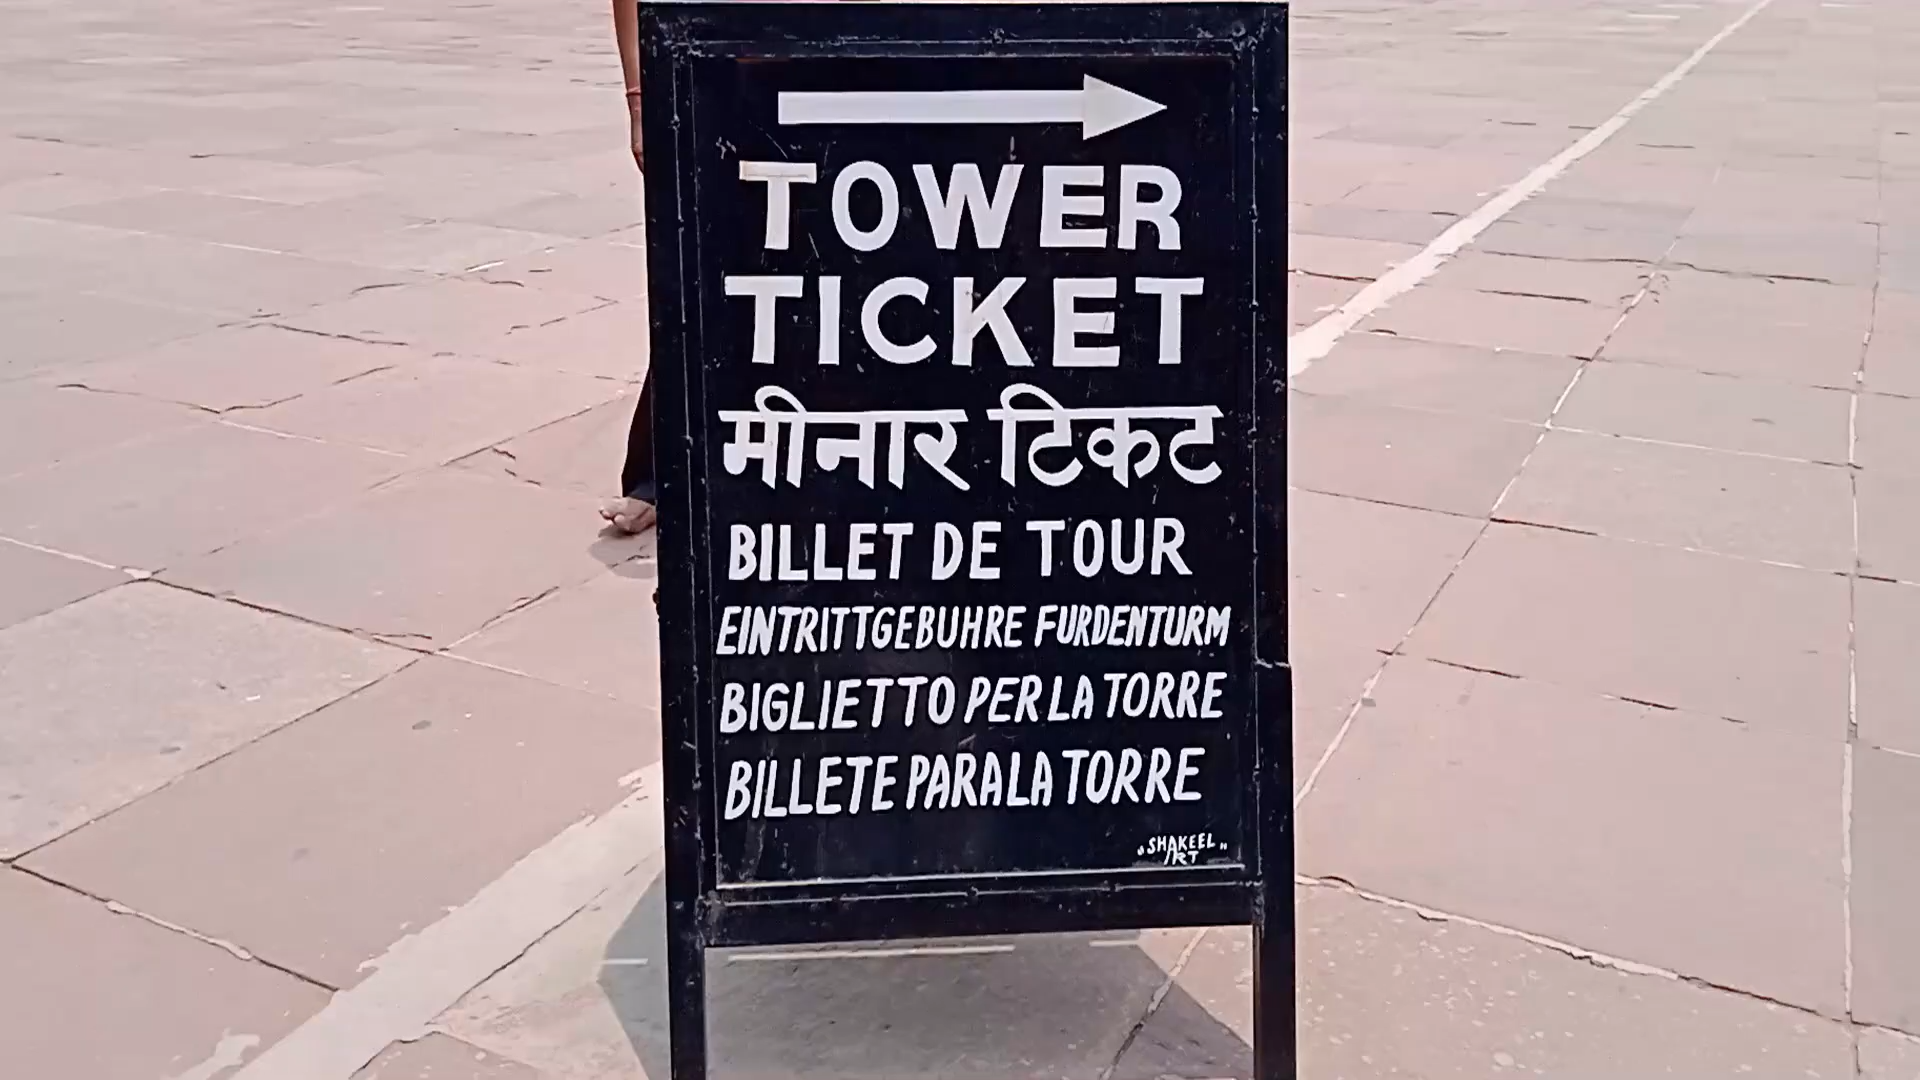 TOWER
TICKET
मीनार टिकट
BILLET DE TOUR
EINTRITTGEBUHRE FURDENTURM
BIGLIETTO PER LA TORRE
BILLETE PARA LA TORRE
"SHAKEEL"
ART